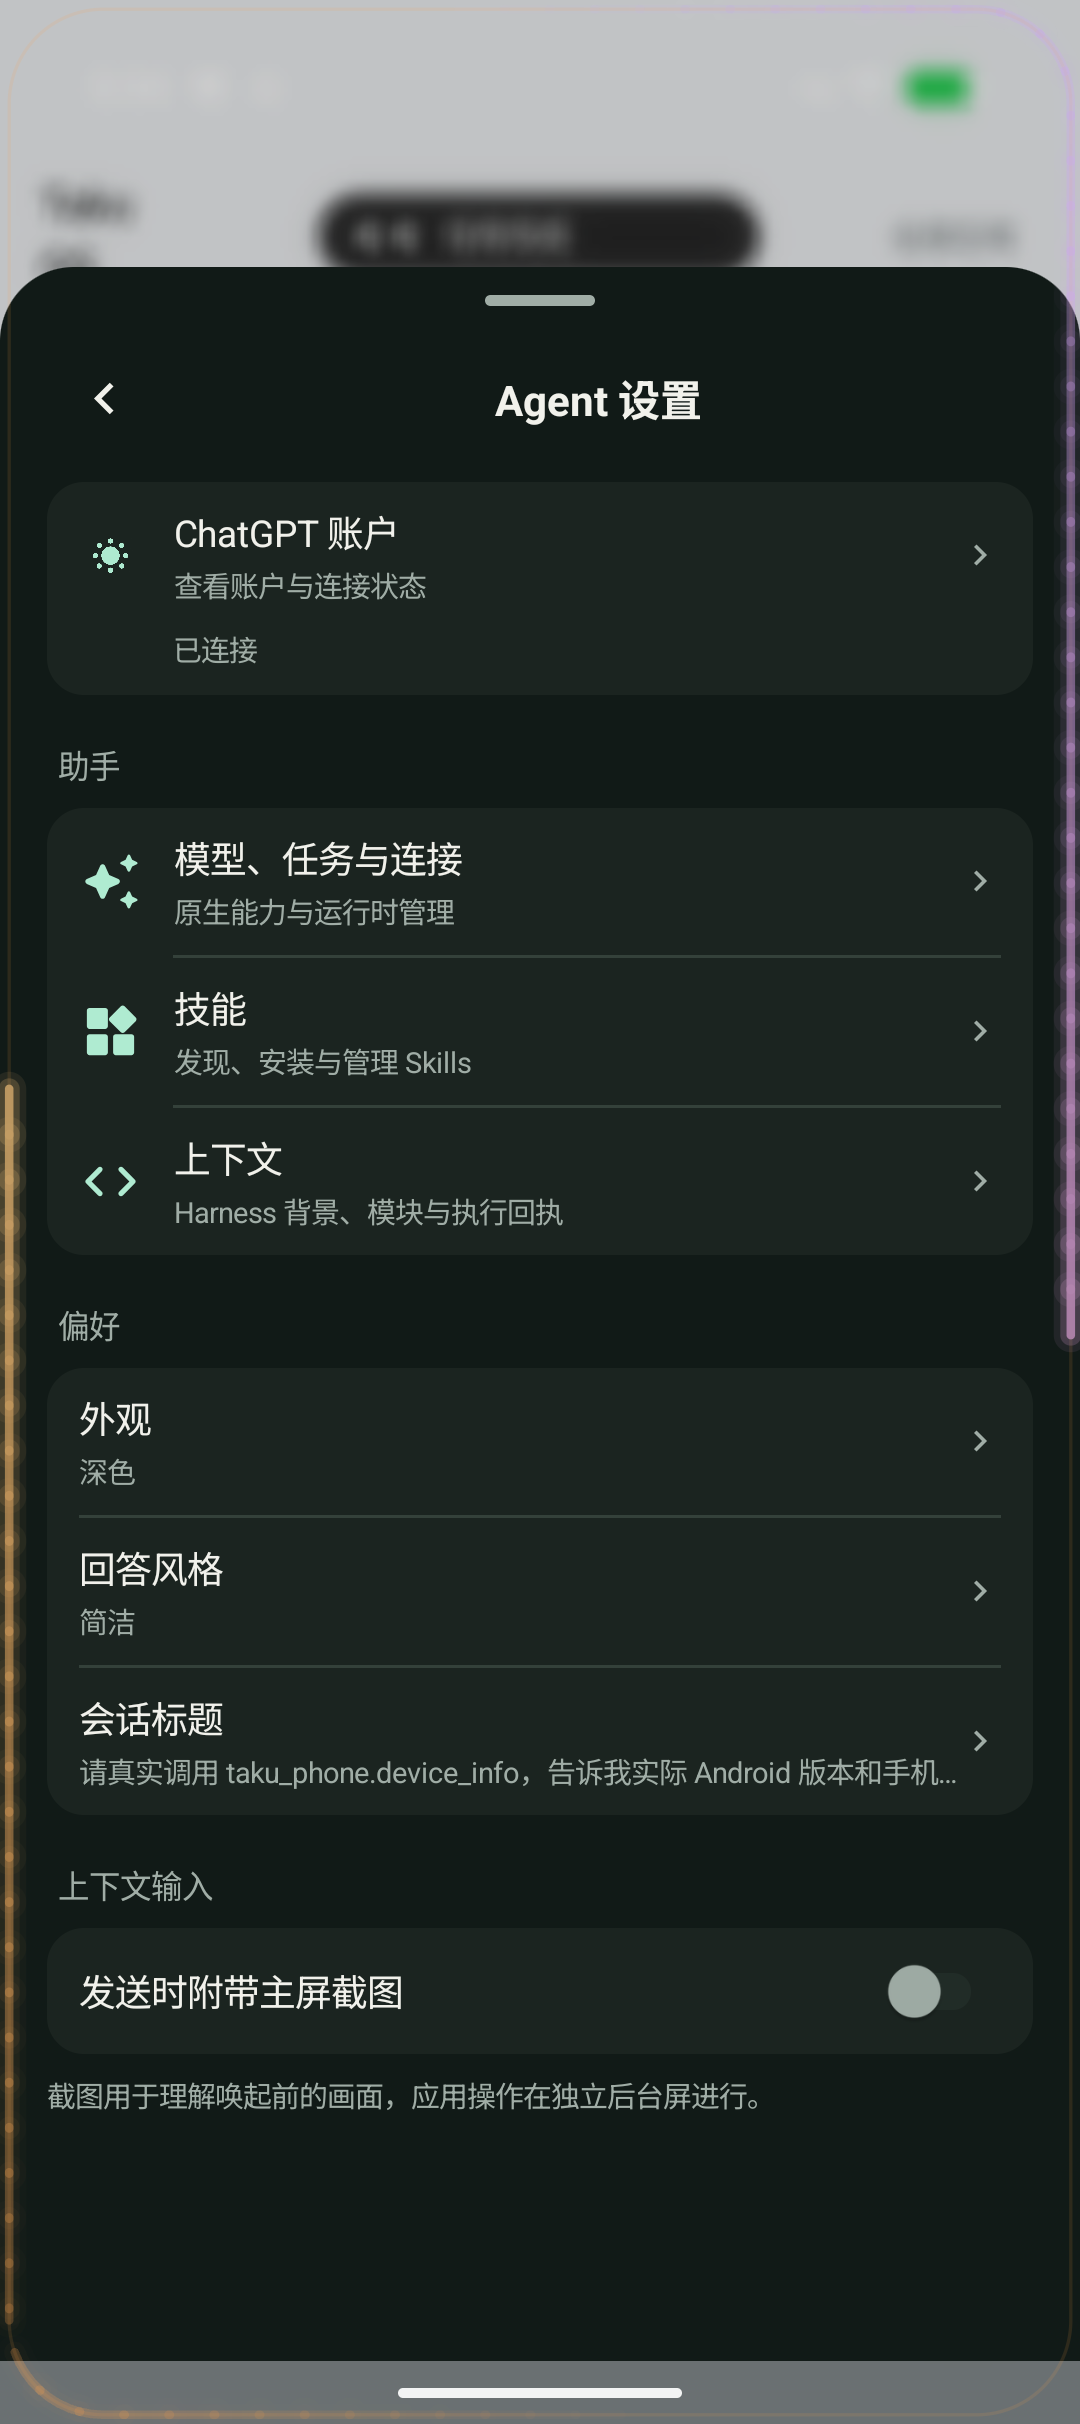 Agent 设置
ChatGPT 账户
查看账户与连接状态
已连接
助手
模型、任务与连接
原生能力与运行时管理
技能
发现、安装与管理 Skills
上下文
Harness 背景、模块与执行回执
偏好
外观
深色
回答风格
简洁
会话标题
请真实调用 taku_phone.device_info，告诉我实际 Android 版本和手机...
上下文输入
发送时附带主屏截图
截图用于理解唤起前的画面，应用操作在独立后台屏进行。